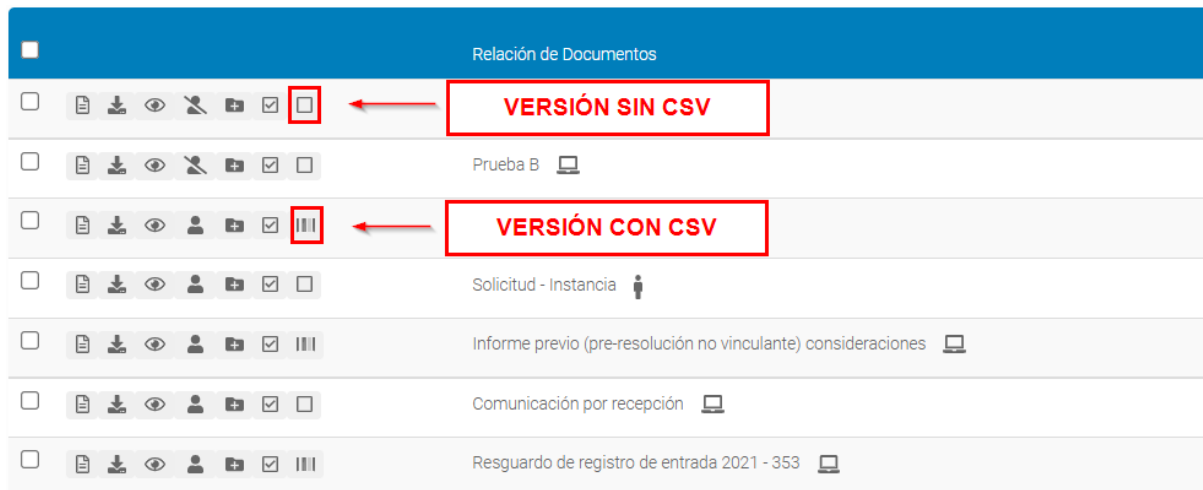 Relación de Documentos
VERSIÓN SIN CSV
Prueba B
VERSIÓN CON CSV
Solicitud - Instancia
Informe previo (pre-resolución no vinculante) consideraciones
Comunicación por recepción
Resguardo de registro de entrada 2021 - 353